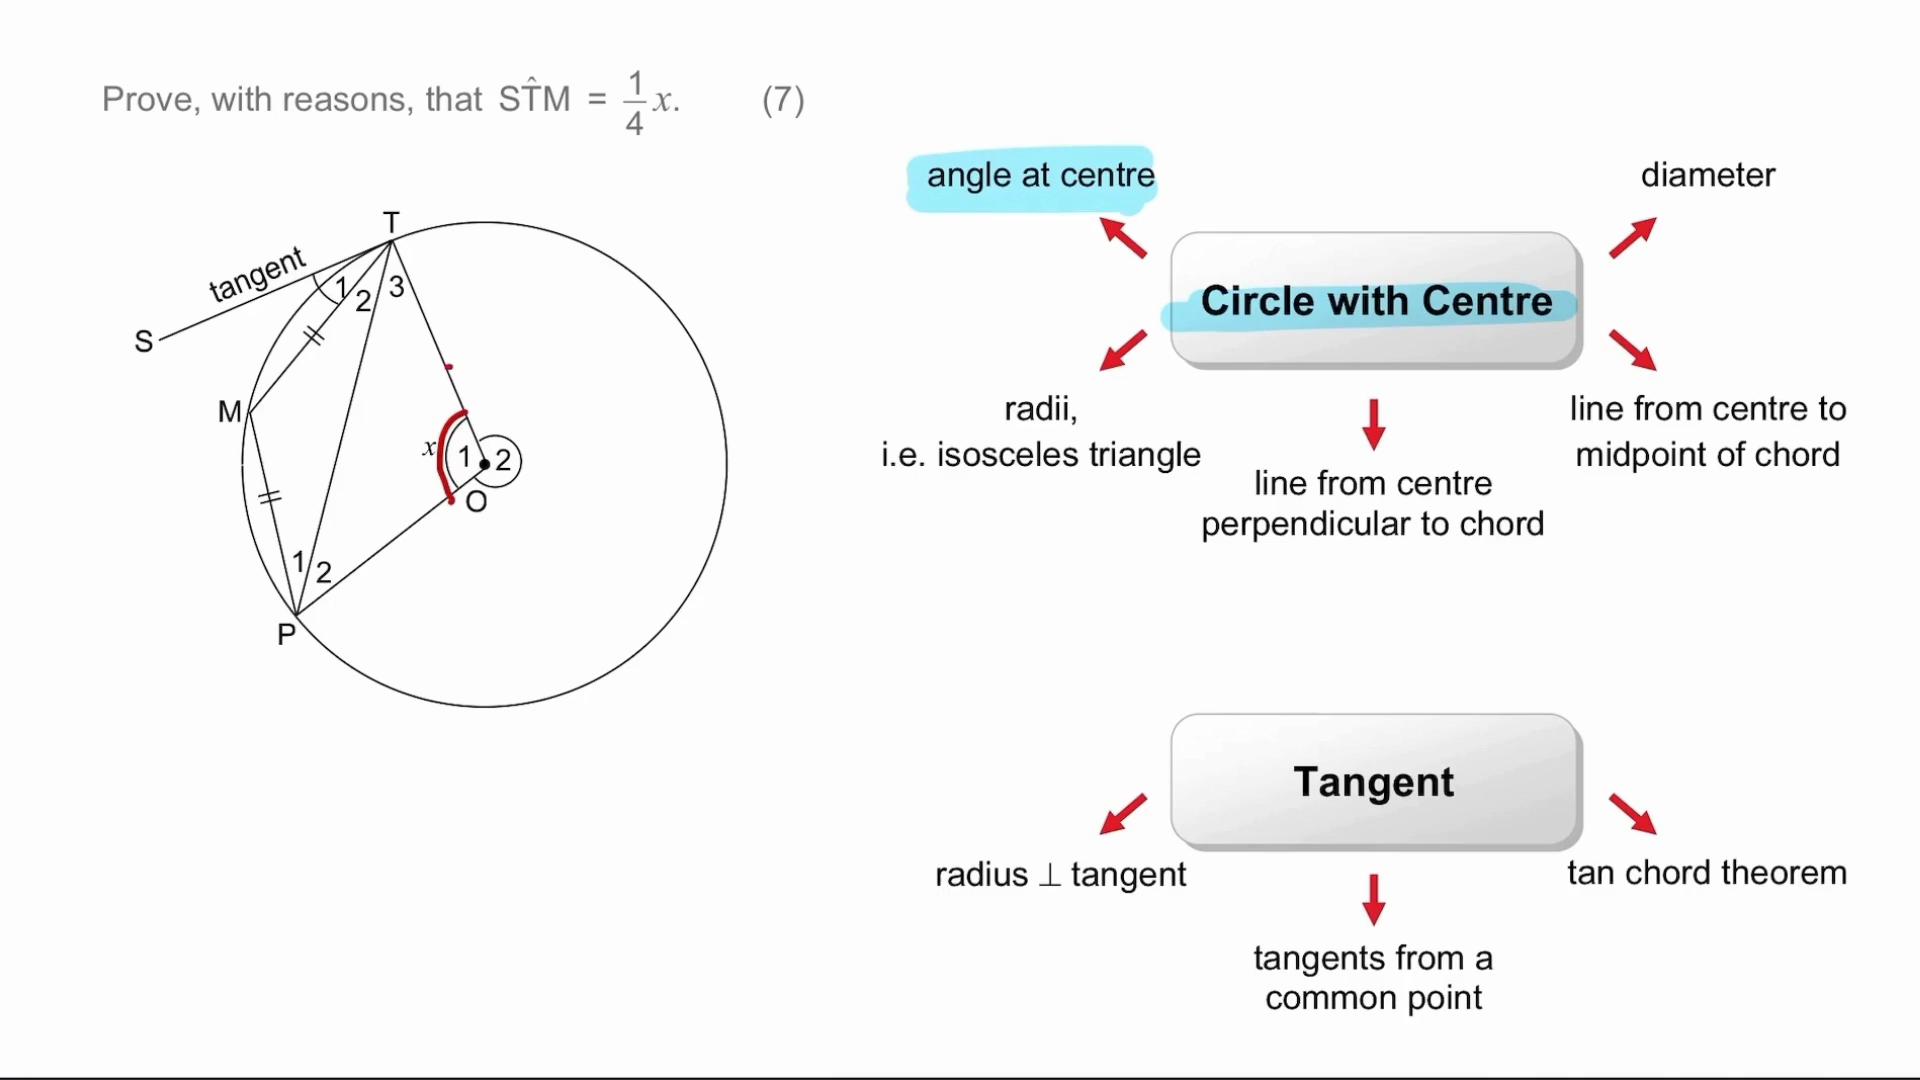 Prove, with reasons, that ST̂M = 1/4 x. (7)
T
tangent
1 2 3
S
M
x 1 2
O
1 2
P
angle at centre
diameter
Circle with Centre
radii,
i.e. isosceles triangle
line from centre
perpendicular to chord
line from centre to
midpoint of chord
Tangent
radius ⊥ tangent
tangents from a
common point
tan chord theorem